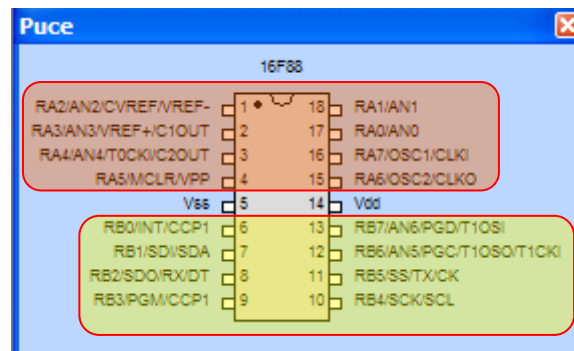 Puce
16F88
RA2/AN2/CVREF/VREF- 1 18 RA1/AN1
RA3/AN3/VREF+/C1OUT 2 17 RA0/AN0
RA4/AN4/T0CKI/C2OUT 3 16 RA7/OSC1/CLKI
RA5/MCLR/VPP 4 15 RA6/OSC2/CLKO
Vss 5 14 Vdd
RB0/INT/CCP1 6 13 RB7/AN6/PGD/T1OSI
RB1/SDI/SDA 7 12 RB6/AN5/PGC/T1OSO/T1CKI
RB2/SDO/RX/DT 8 11 RB5/SS/TX/CK
RB3/PGM/CCP1 9 10 RB4/SCK/SCL